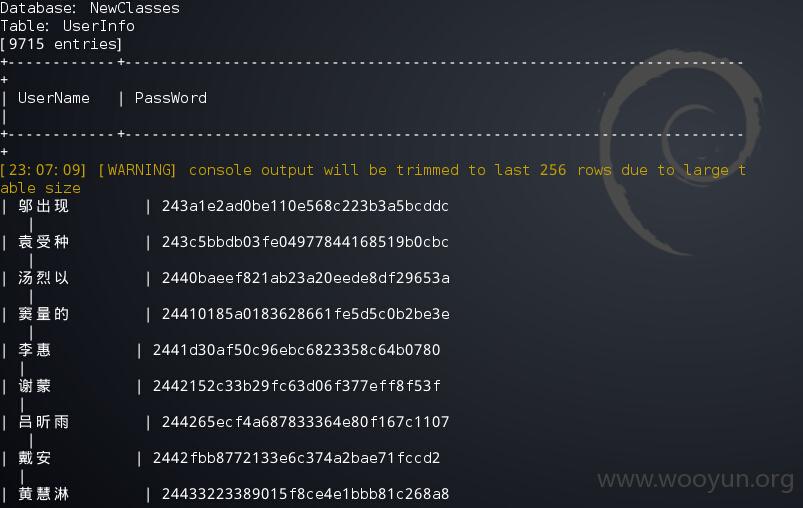 Database: NewClasses
Table: UserInfo
[9715 entries]
+------------+---------------------------------------------------------------------
+
| UserName | PassWord
|
+------------+---------------------------------------------------------------------
+
[23:07:09] [WARNING] console output will be trimmed to last 256 rows due to large t
able size
| 邬出现 | 243a1e2ad0be110e568c223b3a5bcddc
|
| 袁受种 | 243c5bbdb03fe04977844168519b0cbc
|
| 汤烈以 | 2440baeef821ab23a20eede8df29653a
|
| 窦量的 | 24410185a0183628661fe5d5c0b2be3e
|
| 李惠 | 2441d30af50c96ebc6823358c64b0780
|
| 谢蒙 | 2442152c33b29fc63d06f377eff8f53f
|
| 吕昕雨 | 244265ecf4a687833364e80f167c1107
|
| 戴安 | 2442fbb8772133e6c374a2bae71fccd2
|
| 黄慧淋 | 24433223389015f8ce4e1bbb81c268a8
www.wooyun.org